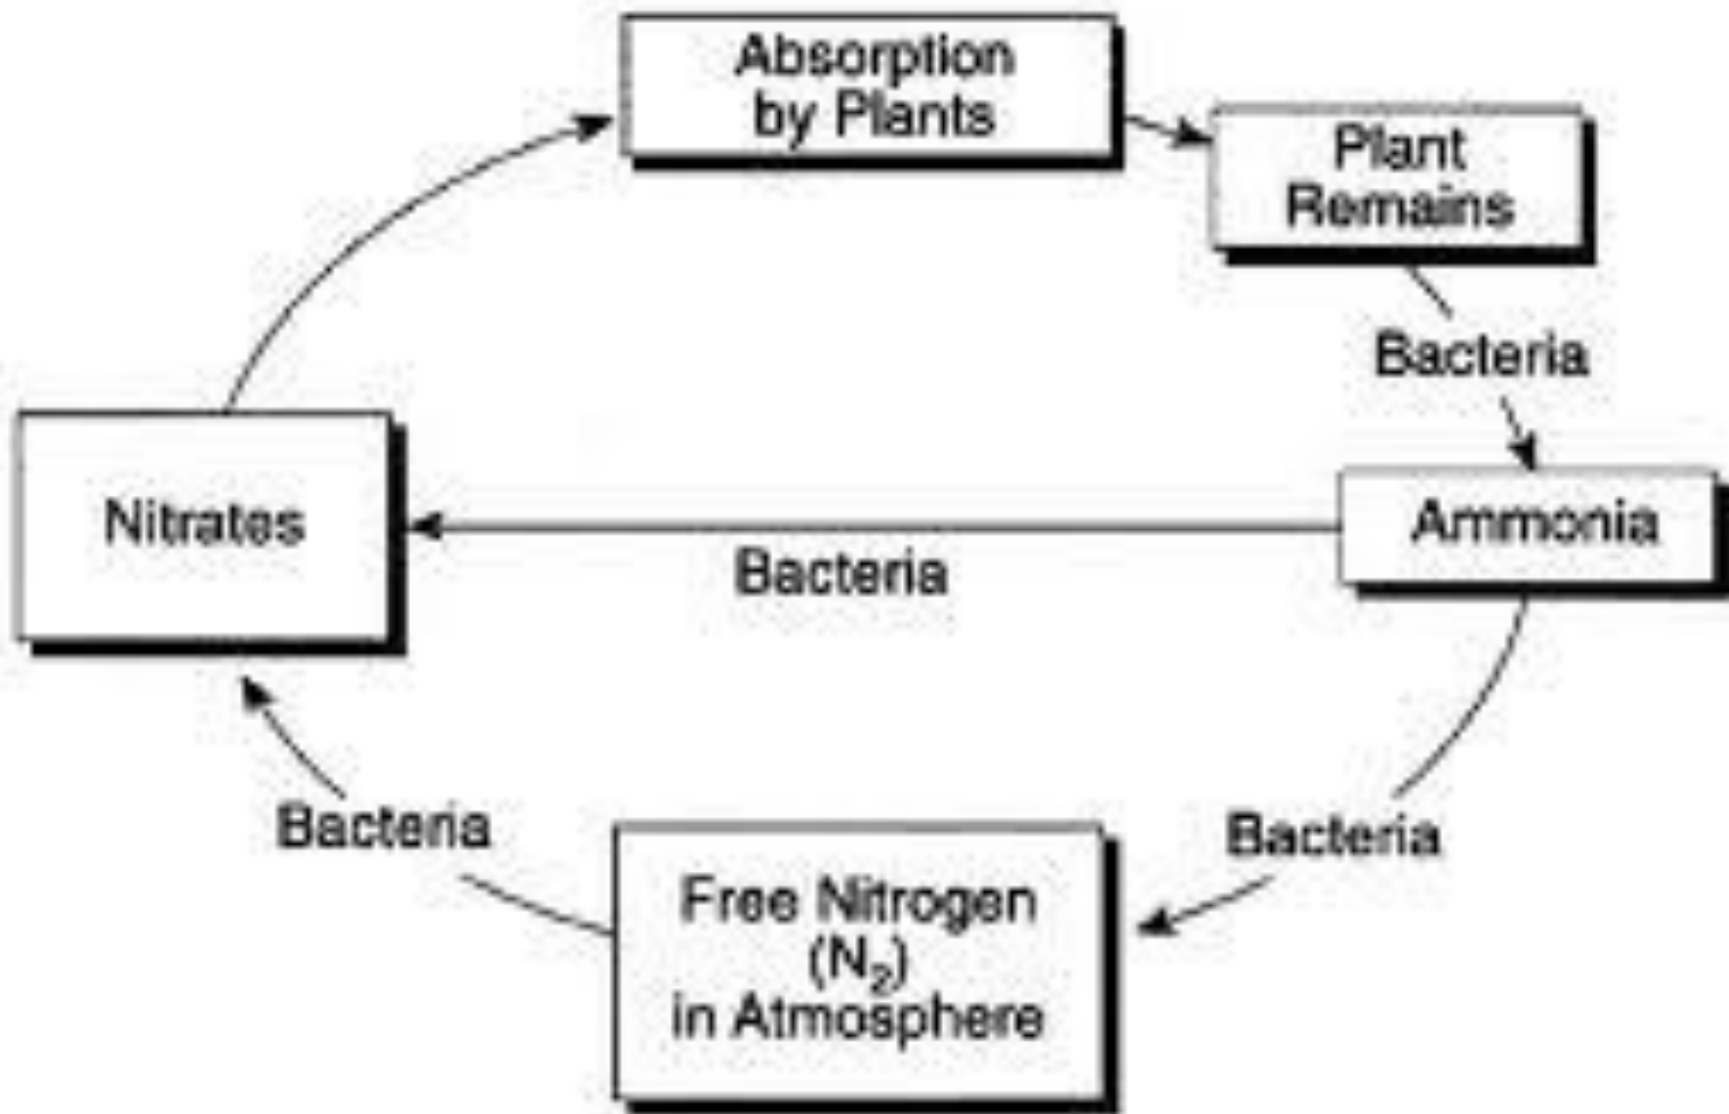 Absorption
by Plants
Plant
Remains
Bacteria
Nitrates
Ammonia
Bacteria
Bacteria
Bacteria
Free Nitrogen
(N₂)
in Atmosphere